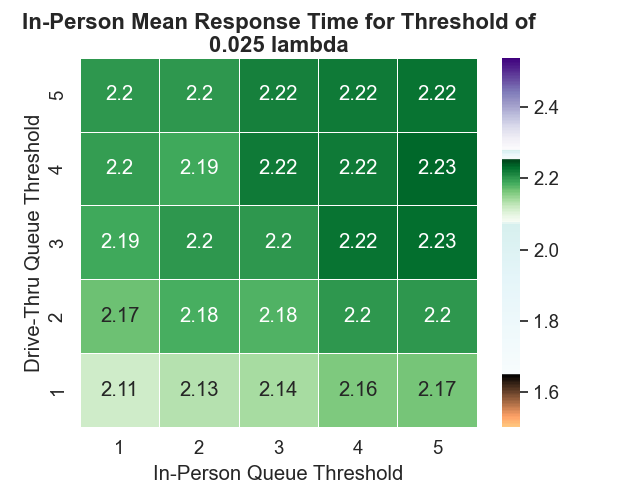 In-Person Mean Response Time for Threshold of
0.025 lambda
Drive-Thru Queue Threshold
5 2.2 2.2 2.22 2.22 2.22
4 2.2 2.19 2.22 2.22 2.23
3 2.19 2.2 2.2 2.22 2.23
2 2.17 2.18 2.18 2.2 2.2
1 2.11 2.13 2.14 2.16 2.17
1 2 3 4 5
In-Person Queue Threshold
2.4
2.2
2.0
1.8
1.6